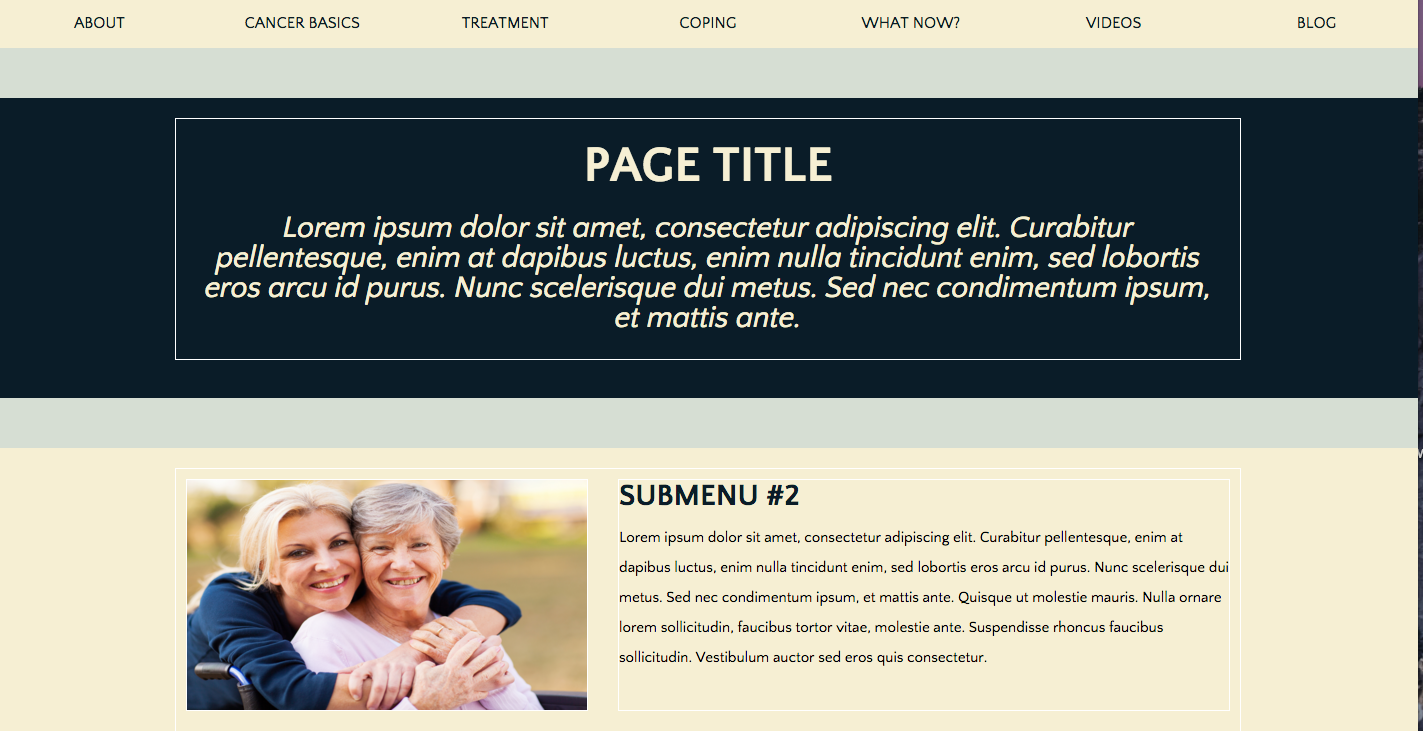 ABOUT CANCER BASICS TREATMENT COPING WHAT NOW? VIDEOS BLOG
PAGE TITLE
Lorem ipsum dolor sit amet, consectetur adipiscing elit. Curabitur
pellentesque, enim at dapibus luctus, enim nulla tincidunt enim, sed lobortis
eros arcu id purus. Nunc scelerisque dui metus. Sed nec condimentum ipsum,
et mattis ante.
SUBMENU #2
Lorem ipsum dolor sit amet, consectetur adipiscing elit. Curabitur pellentesque, enim at
dapibus luctus, enim nulla tincidunt enim, sed lobortis eros arcu id purus. Nunc scelerisque dui
metus. Sed nec condimentum ipsum, et mattis ante. Quisque ut molestie mauris. Nulla ornare
lorem sollicitudin, faucibus tortor vitae, molestie ante. Suspendisse rhoncus faucibus
sollicitudin. Vestibulum auctor sed eros quis consectetur.